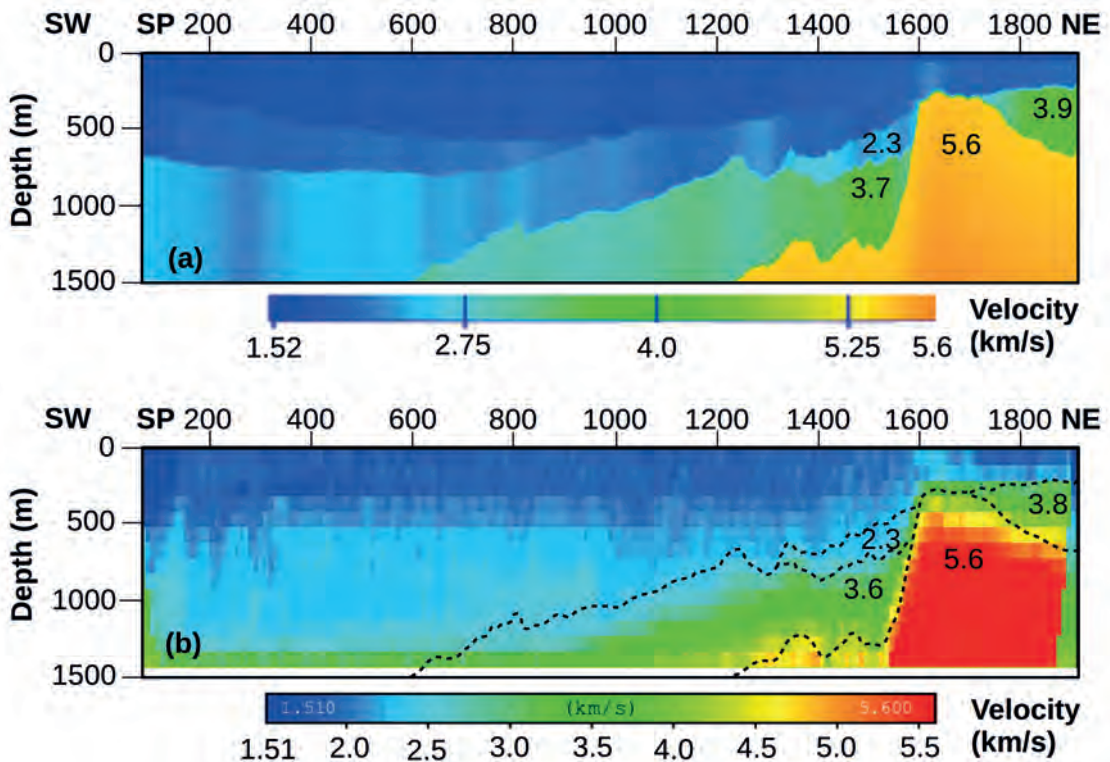 SW SP 200 400 600 800 1000 1200 1400 1600 1800 NE
0
500
1000
1500
Depth (m)
2.3
5.6
3.9
3.7
(a)
1.52 2.75 4.0 5.25 5.6
Velocity
(km/s)
SW SP 200 400 600 800 1000 1200 1400 1600 1800 NE
0
500
1000
1500
Depth (m)
3.8
2.3
5.6
3.6
(b)
1.510 (km/s) 5.600
1.51 2.0 2.5 3.0 3.5 4.0 4.5 5.0 5.5
Velocity
(km/s)